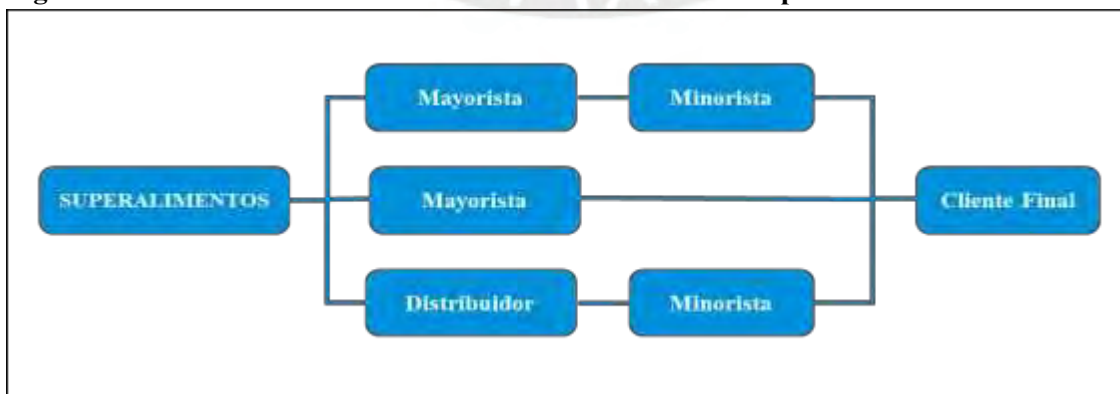 Mayorista
Minorista
SUPERALIMENTOS
Mayorista
Cliente Final
Distribuidor
Minorista